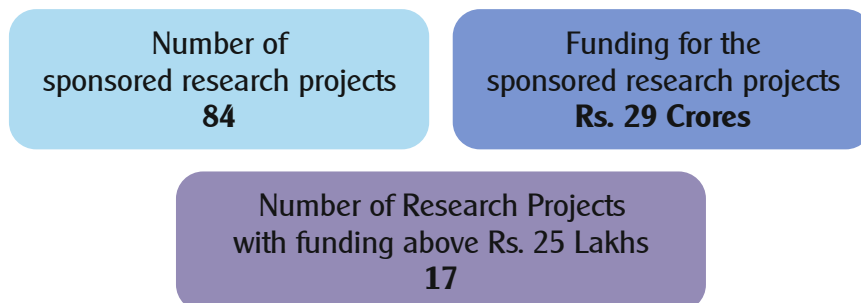 Number of
sponsored research projects
84
Funding for the
sponsored research projects
Rs. 29 Crores
Number of Research Projects
with funding above Rs. 25 Lakhs
17